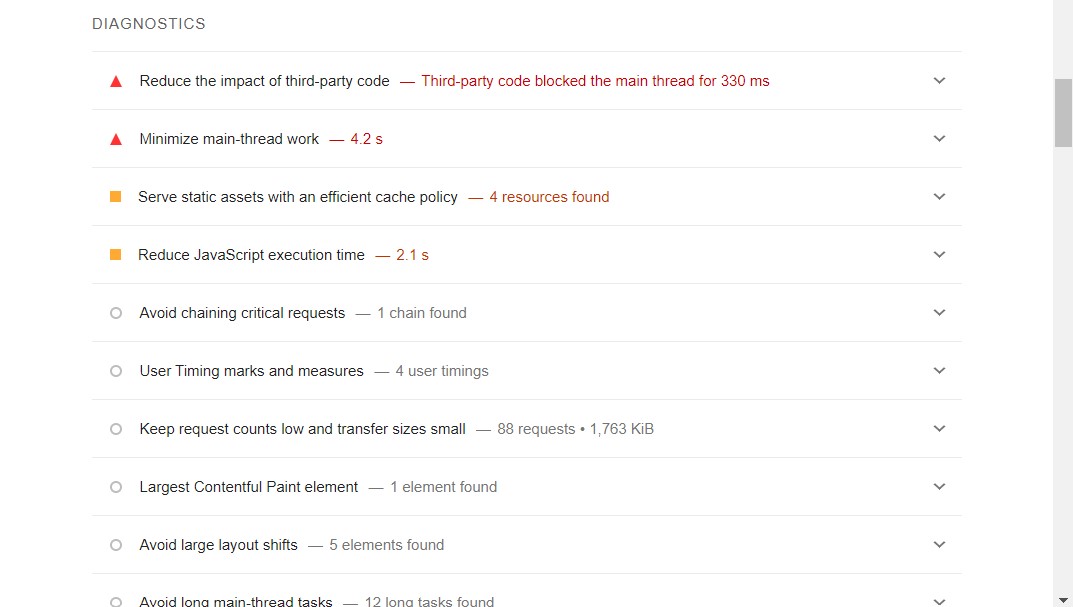 DIAGNOSTICS
Reduce the impact of third-party code — Third-party code blocked the main thread for 330 ms
Minimize main-thread work — 4.2 s
Serve static assets with an efficient cache policy — 4 resources found
Reduce JavaScript execution time — 2.1 s
Avoid chaining critical requests — 1 chain found
User Timing marks and measures — 4 user timings
Keep request counts low and transfer sizes small — 88 requests • 1,763 KiB
Largest Contentful Paint element — 1 element found
Avoid large layout shifts — 5 elements found
Avoid long main-thread tasks — 12 long tasks found